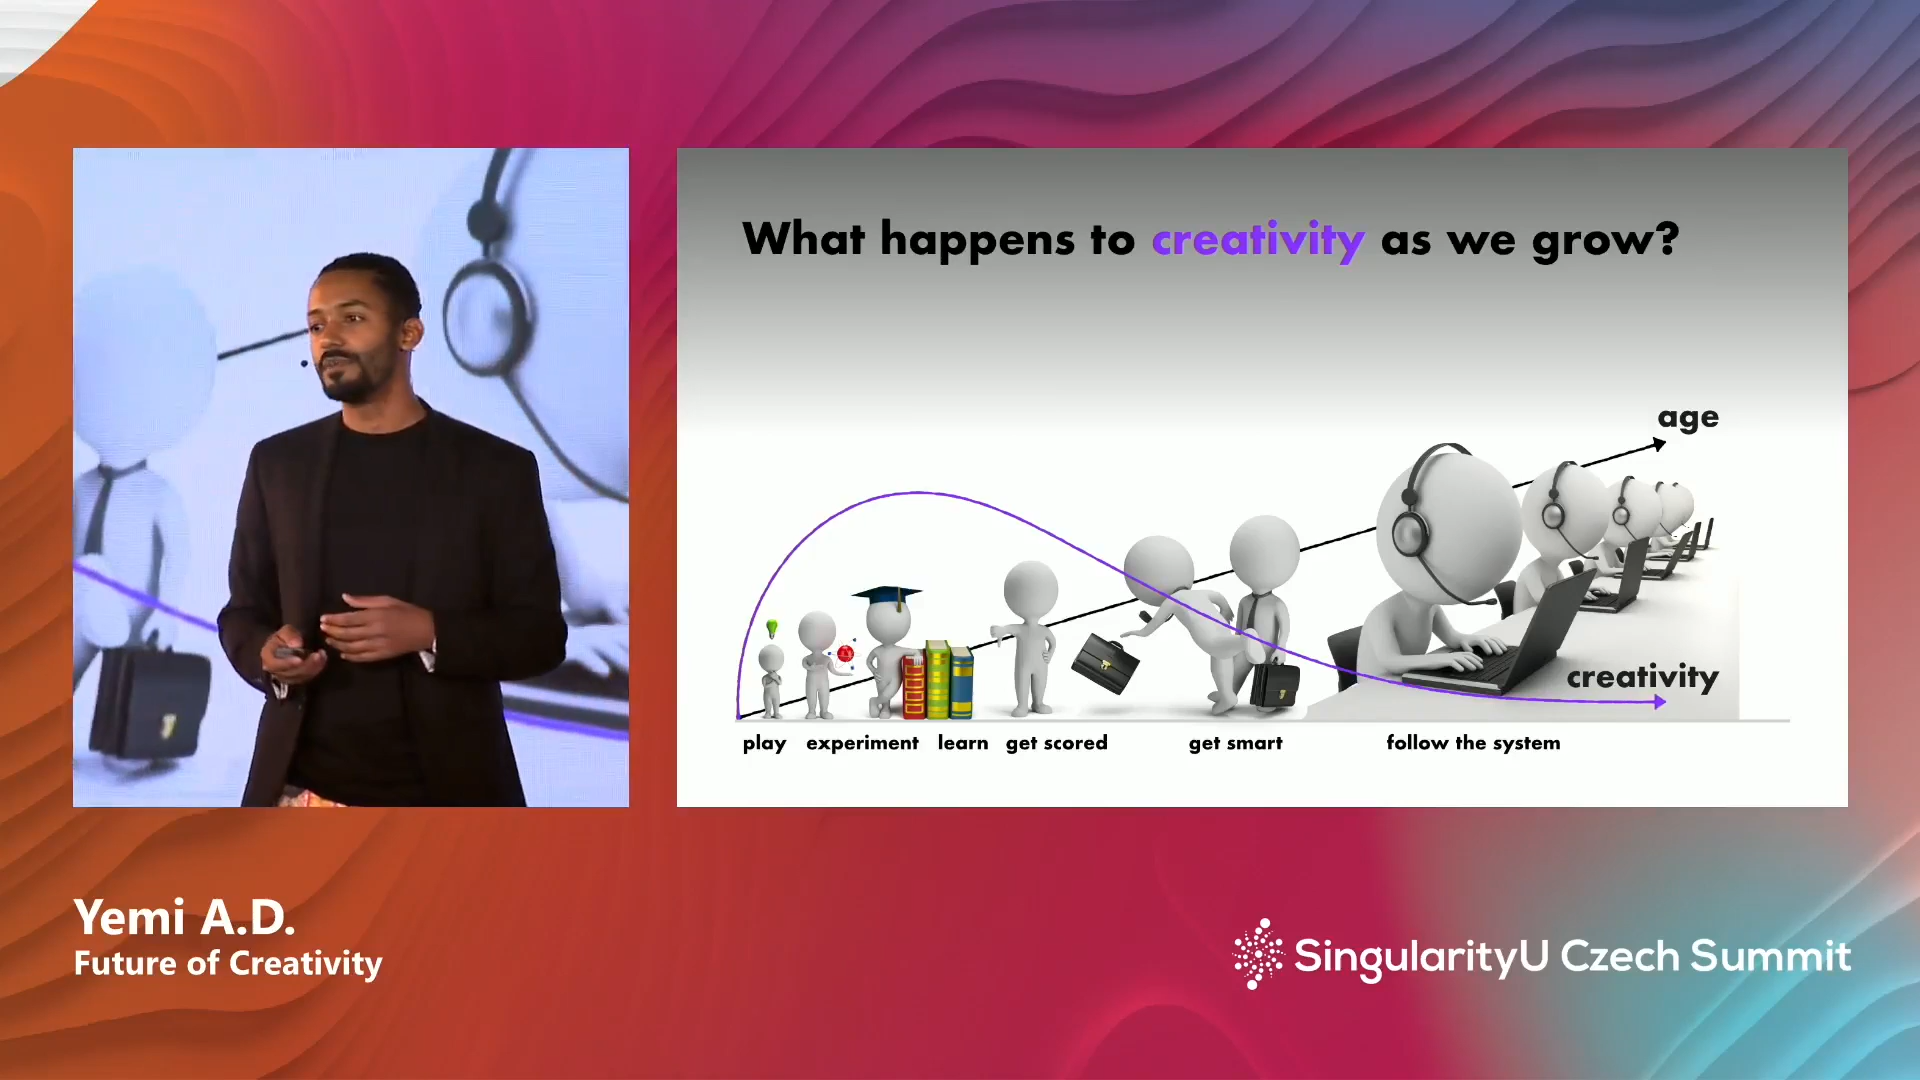 What happens to creativity as we grow?
age
creativity
play experiment learn get scored get smart follow the system
Yemi A.D.
Future of Creativity
SingularityU Czech Summit